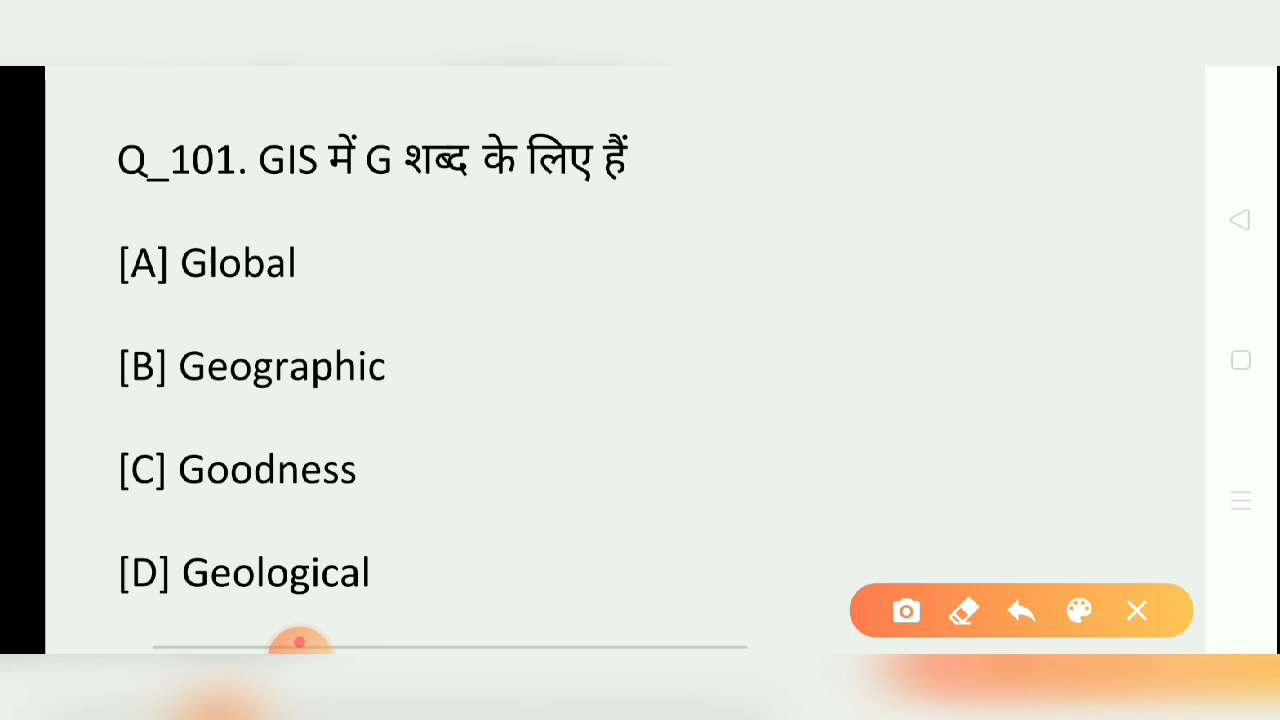 Q_101. GIS में G शब्द के लिए हैं
[A] Global
[B] Geographic
[C] Goodness
[D] Geological